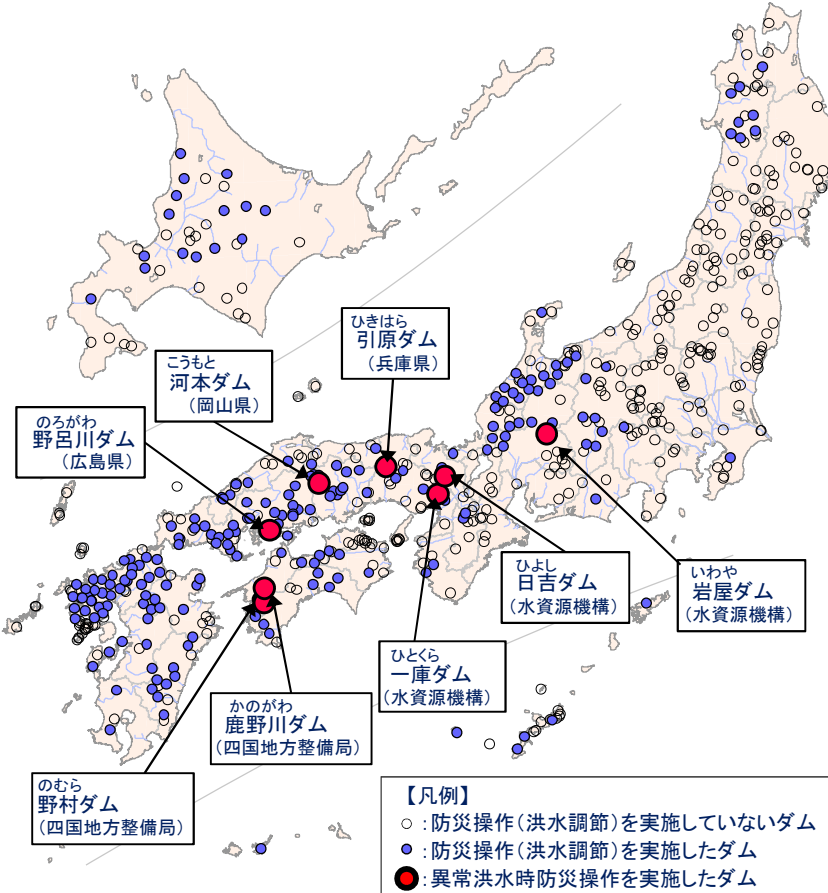 ひきはら
引原ダム
（兵庫県）
こうもと
河本ダム
（岡山県）
のろがわ
野呂川ダム
（広島県）
ひよし
日吉ダム
（水資源機構）
いわや
岩屋ダム
（水資源機構）
ひとくら
一庫ダム
（水資源機構）
かのがわ
鹿野川ダム
（四国地方整備局）
のむら
野村ダム
（四国地方整備局）
【凡例】
○：防災操作（洪水調節）を実施していないダム
：防災操作（洪水調節）を実施したダム
：異常洪水時防災操作を実施したダム